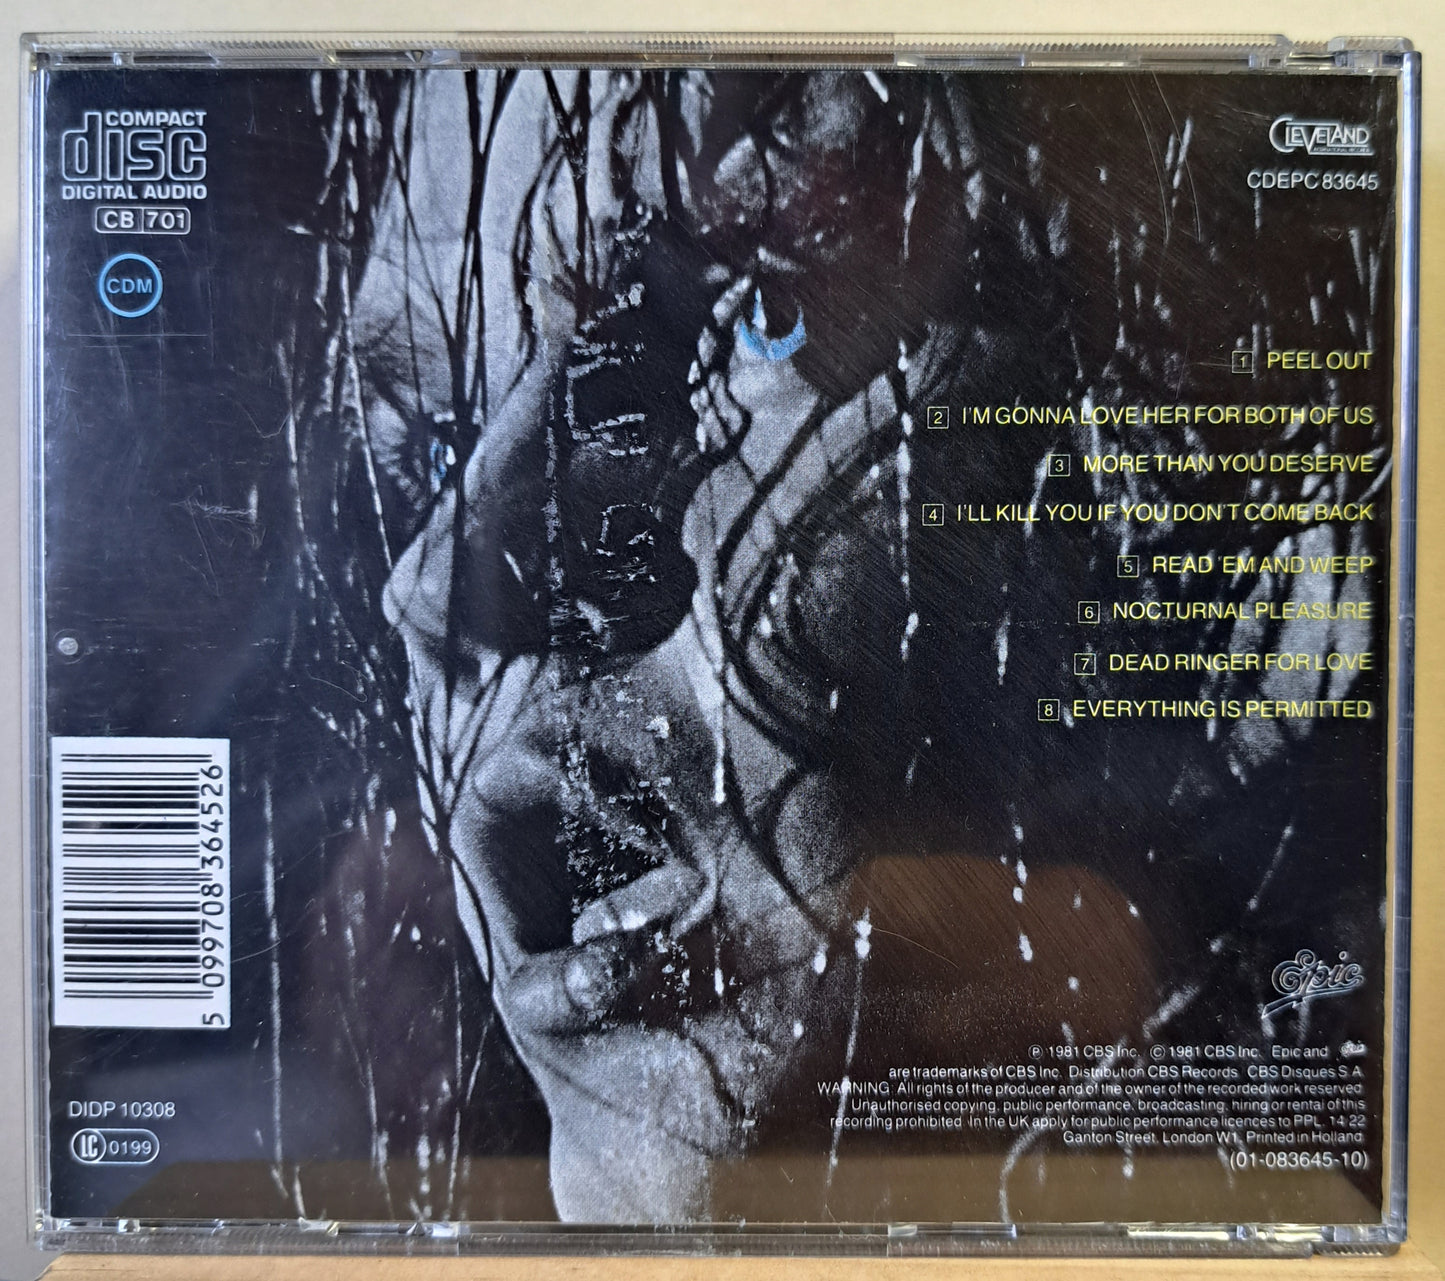 COMPACT
disc
DIGITAL AUDIO
CB 701
CDM
CLEVELAND
CDEPC 83645
1 PEEL OUT
2 I'M GONNA LOVE HER FOR BOTH OF US
3 MORE THAN YOU DESERVE
4 I'LL KILL YOU IF YOU DON'T COME BACK
5 READ 'EM AND WEEP
6 NOCTURNAL PLEASURE
7 DEAD RINGER FOR LOVE
8 EVERYTHING IS PERMITTED
5 099708 364526
Epic
DIDP 10308
LC 0199
℗ 1981 CBS Inc. © 1981 CBS Inc. Epic and Epic
are trademarks of CBS Inc. Distribution CBS Records. CBS Disques S.A.
WARNING: All rights of the producer and of the owner of the recorded work reserved.
Unauthorised copying, public performance, broadcasting, hiring or rental of this
recording prohibited. In the UK apply for public performance licences to PPL, 14-22
Ganton Street, London W1. Printed in Holland.
(01-083645-10)